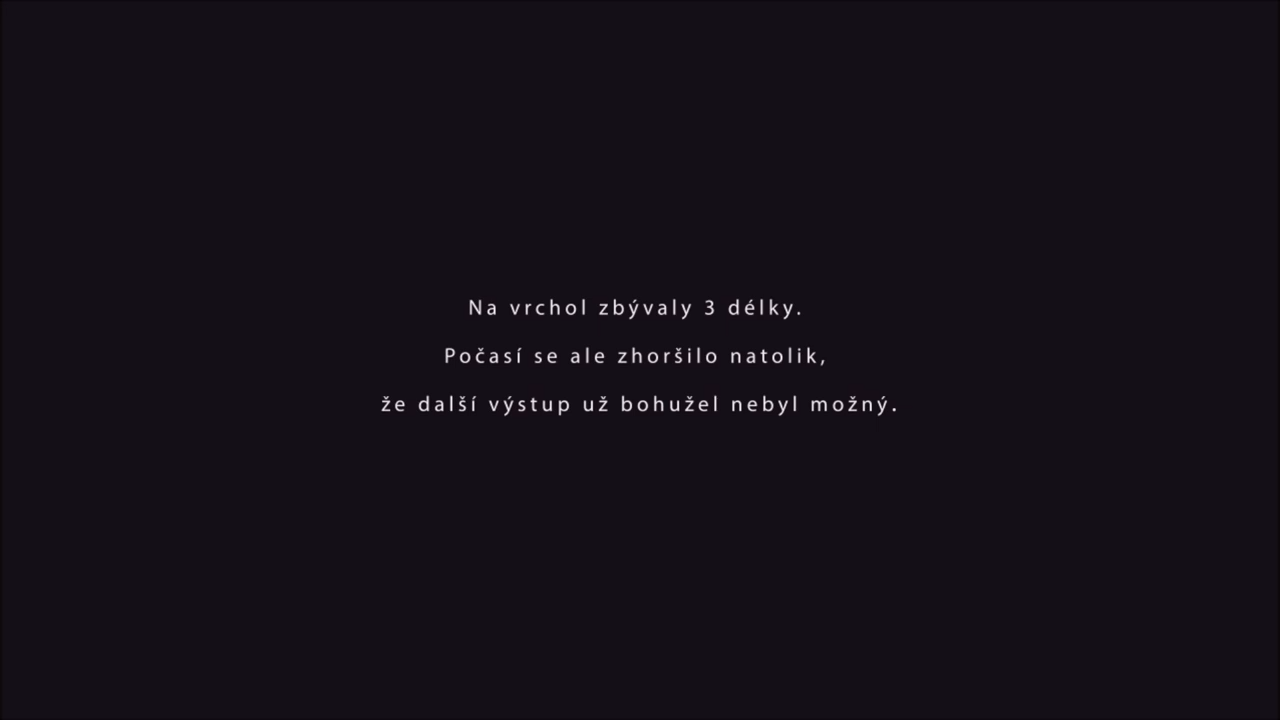 Na vrchol zbývaly 3 délky.
Počasí se ale zhoršilo natolik,
že další výstup už bohužel nebyl možný.